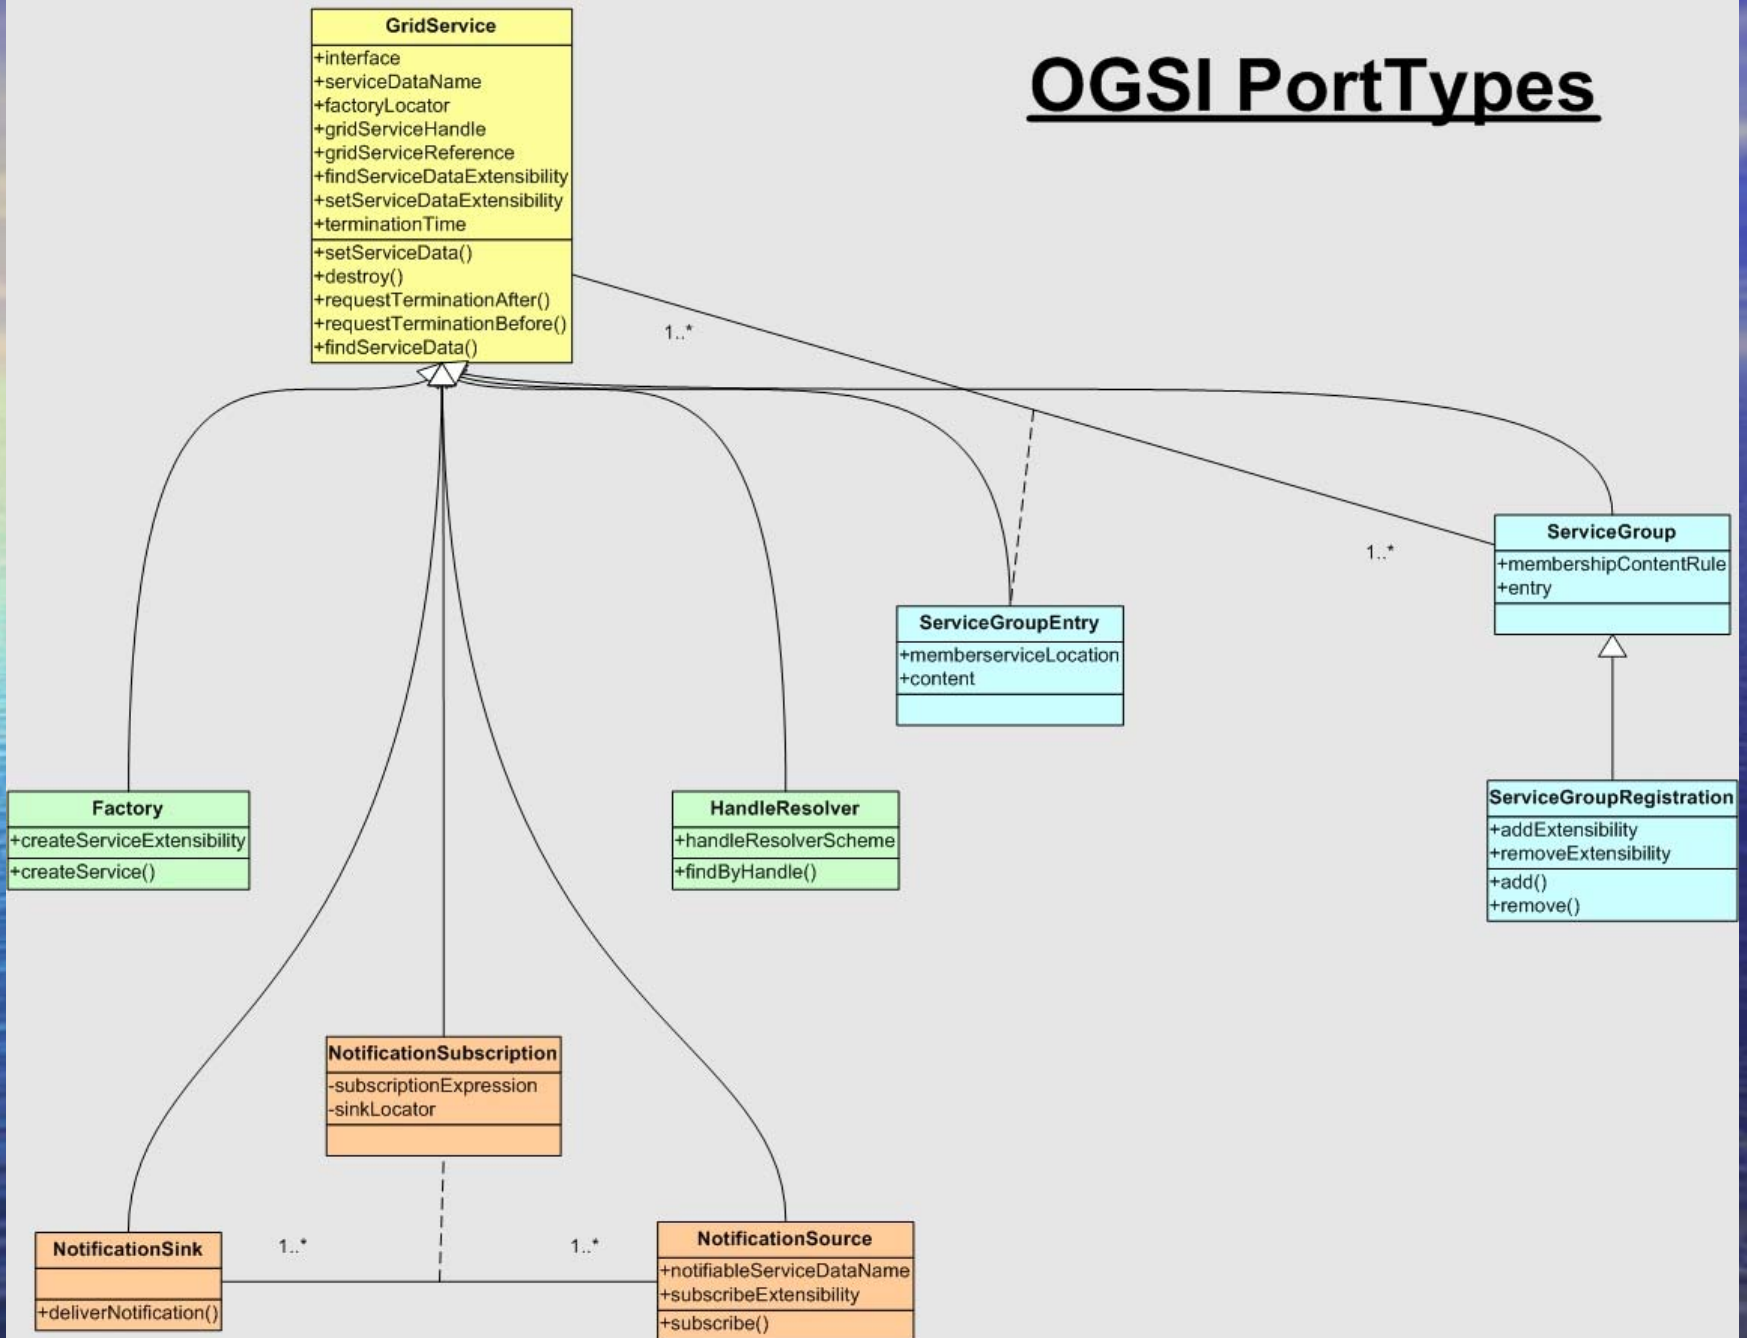 GridService
+interface
+serviceDataName
+factoryLocator
+gridServiceHandle
+gridServiceReference
+findServiceDataExtensibility
+setServiceDataExtensibility
+terminationTime
+setServiceData()
+destroy()
+requestTerminationAfter()
+requestTerminationBefore()
+findServiceData()
OGSI PortTypes
1..*
1..*
ServiceGroup
+membershipContentRule
+entry
ServiceGroupEntry
+memberserviceLocation
+content
Factory
+createServiceExtensibility
+createService()
HandleResolver
+handleResolverScheme
+findByHandle()
ServiceGroupRegistration
+addExtensibility
+removeExtensibility
+add()
+remove()
NotificationSubscription
-subscriptionExpression
-sinkLocator
NotificationSink
+deliverNotification()
1..*
1..*
NotificationSource
+notifiableServiceDataName
+subscribeExtensibility
+subscribe()